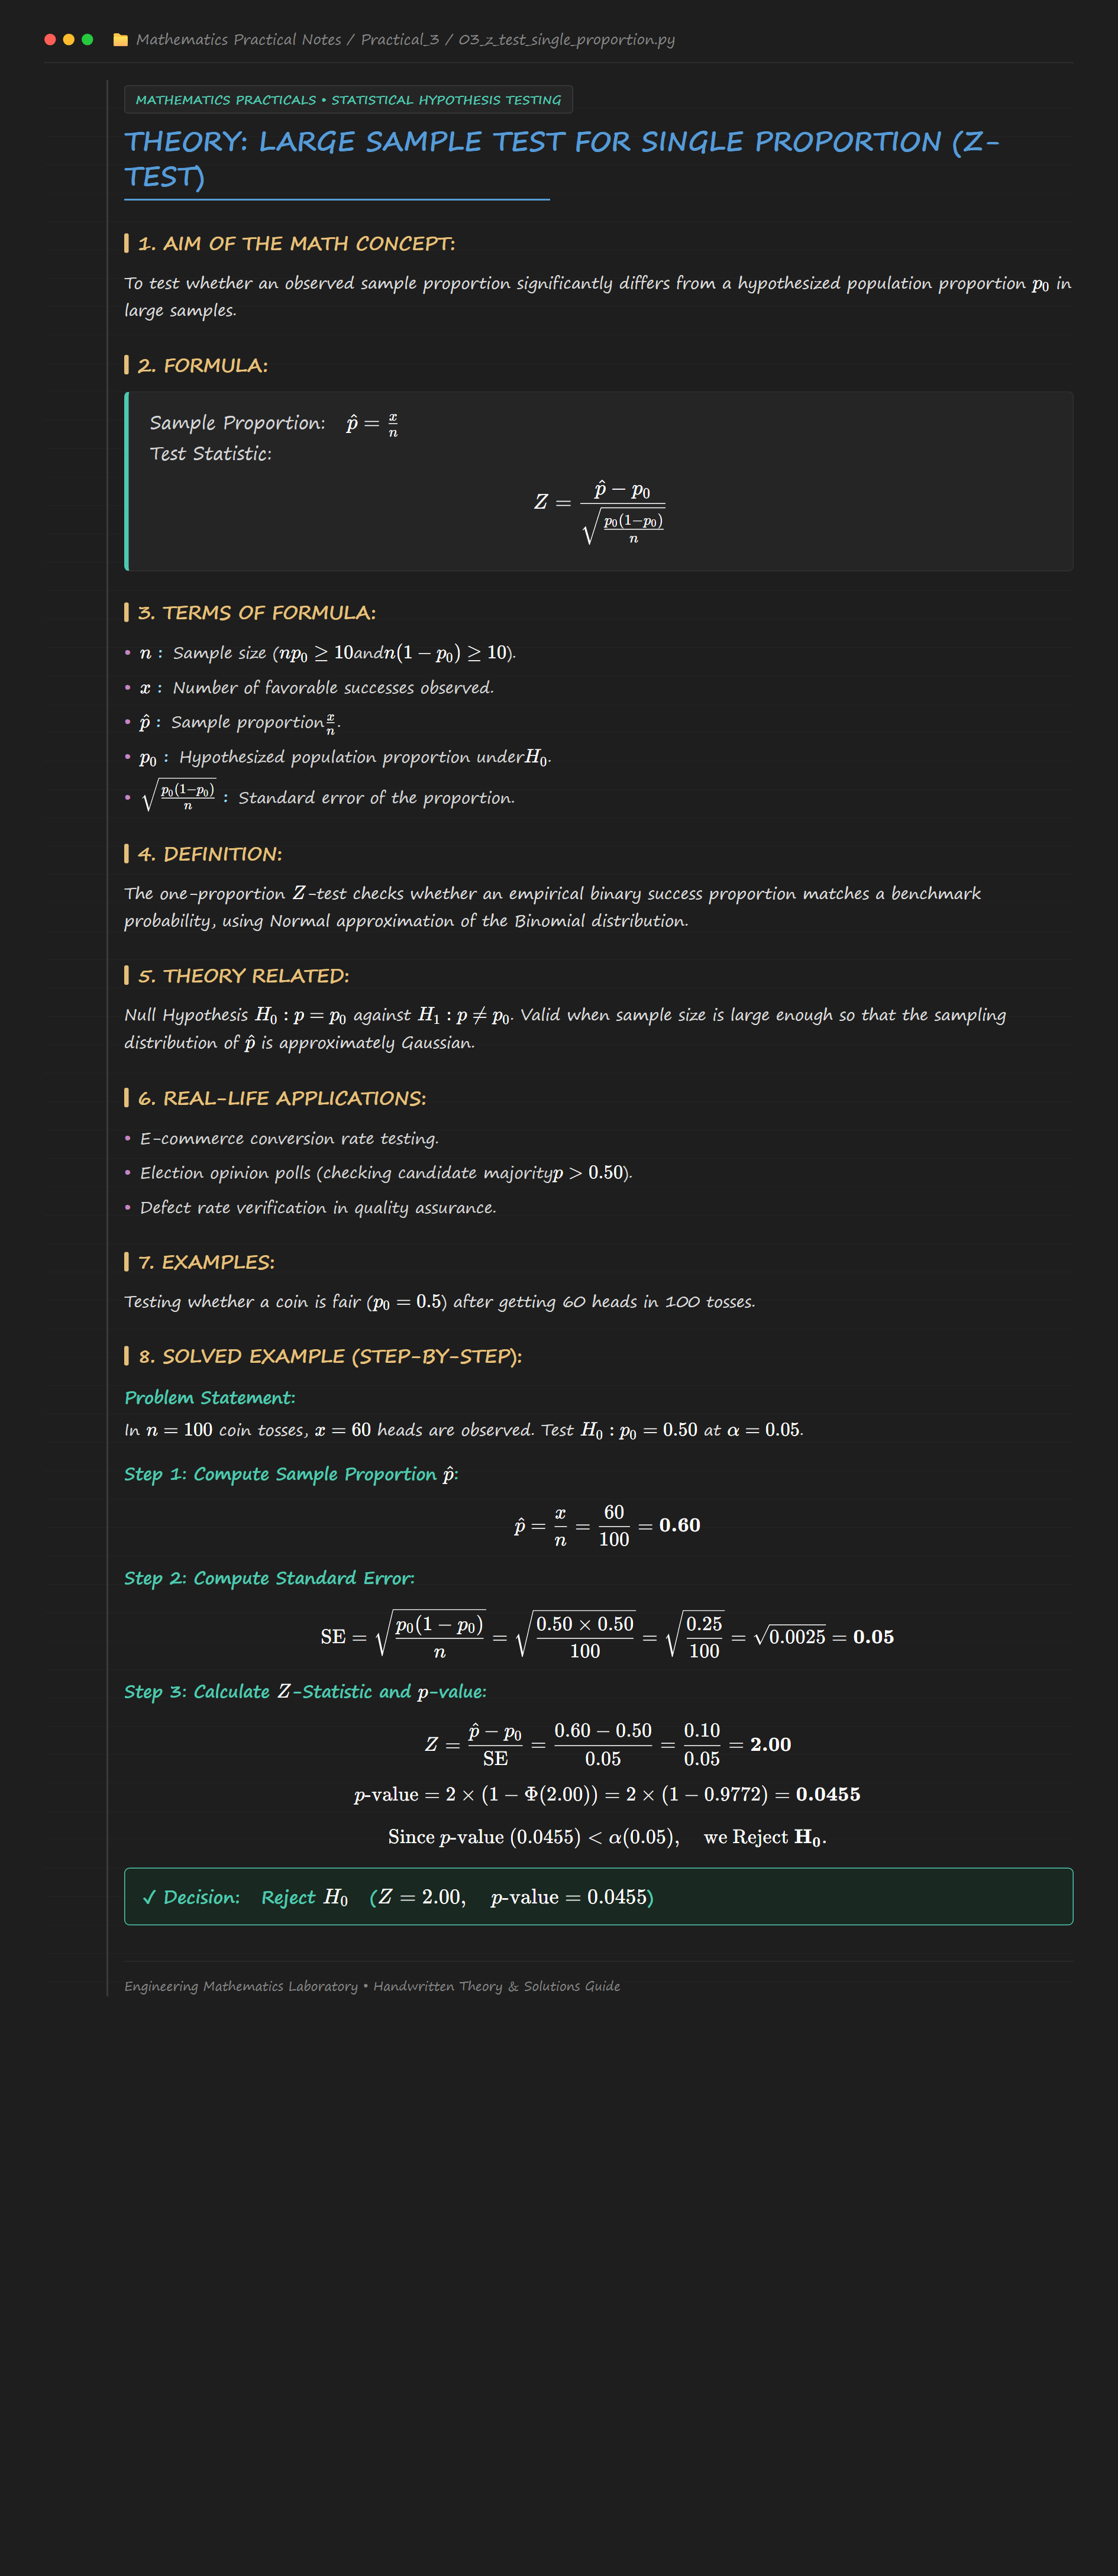 Mathematics Practical Notes / Practical_3 / 03_z_test_single_proportion.py
MATHEMATICS PRACTICALS • STATISTICAL HYPOTHESIS TESTING
THEORY: LARGE SAMPLE TEST FOR SINGLE PROPORTION (Z-
TEST)
1. AIM OF THE MATH CONCEPT:
To test whether an observed sample proportion significantly differs from a hypothesized population proportion p₀ in
large samples.
2. FORMULA:
Sample Proportion: p̂ = x/n
Test Statistic:
Z = (p̂ − p₀) / √(p₀(1−p₀)/n)
3. TERMS OF FORMULA:
• n : Sample size (np₀ ≥ 10andn(1 − p₀) ≥ 10).
• x : Number of favorable successes observed.
• p̂ : Sample proportionx/n.
• p₀ : Hypothesized population proportion underH₀.
• √(p₀(1−p₀)/n) : Standard error of the proportion.
4. DEFINITION:
The one-proportion Z-test checks whether an empirical binary success proportion matches a benchmark
probability, using Normal approximation of the Binomial distribution.
5. THEORY RELATED:
Null Hypothesis H₀ : p = p₀ against H₁ : p ≠ p₀. Valid when sample size is large enough so that the sampling
distribution of p̂ is approximately Gaussian.
6. REAL-LIFE APPLICATIONS:
• E-commerce conversion rate testing.
• Election opinion polls (checking candidate majorityp > 0.50).
• Defect rate verification in quality assurance.
7. EXAMPLES:
Testing whether a coin is fair (p₀ = 0.5) after getting 60 heads in 100 tosses.
8. SOLVED EXAMPLE (STEP-BY-STEP):
Problem Statement:
In n = 100 coin tosses, x = 60 heads are observed. Test H₀ : p₀ = 0.50 at α = 0.05.
Step 1: Compute Sample Proportion p̂:
p̂ = x/n = 60/100 = 0.60
Step 2: Compute Standard Error:
SE = √(p₀(1 − p₀)/n) = √(0.50 × 0.50/100) = √(0.25/100) = √0.0025 = 0.05
Step 3: Calculate Z-Statistic and p-value:
Z = (p̂ − p₀)/SE = (0.60 − 0.50)/0.05 = 0.10/0.05 = 2.00
p-value = 2 × (1 − Φ(2.00)) = 2 × (1 − 0.9772) = 0.0455
Since p-value (0.0455) < α(0.05), we Reject H₀.
✓ Decision: Reject H₀ (Z = 2.00, p-value = 0.0455)
Engineering Mathematics Laboratory • Handwritten Theory & Solutions Guide